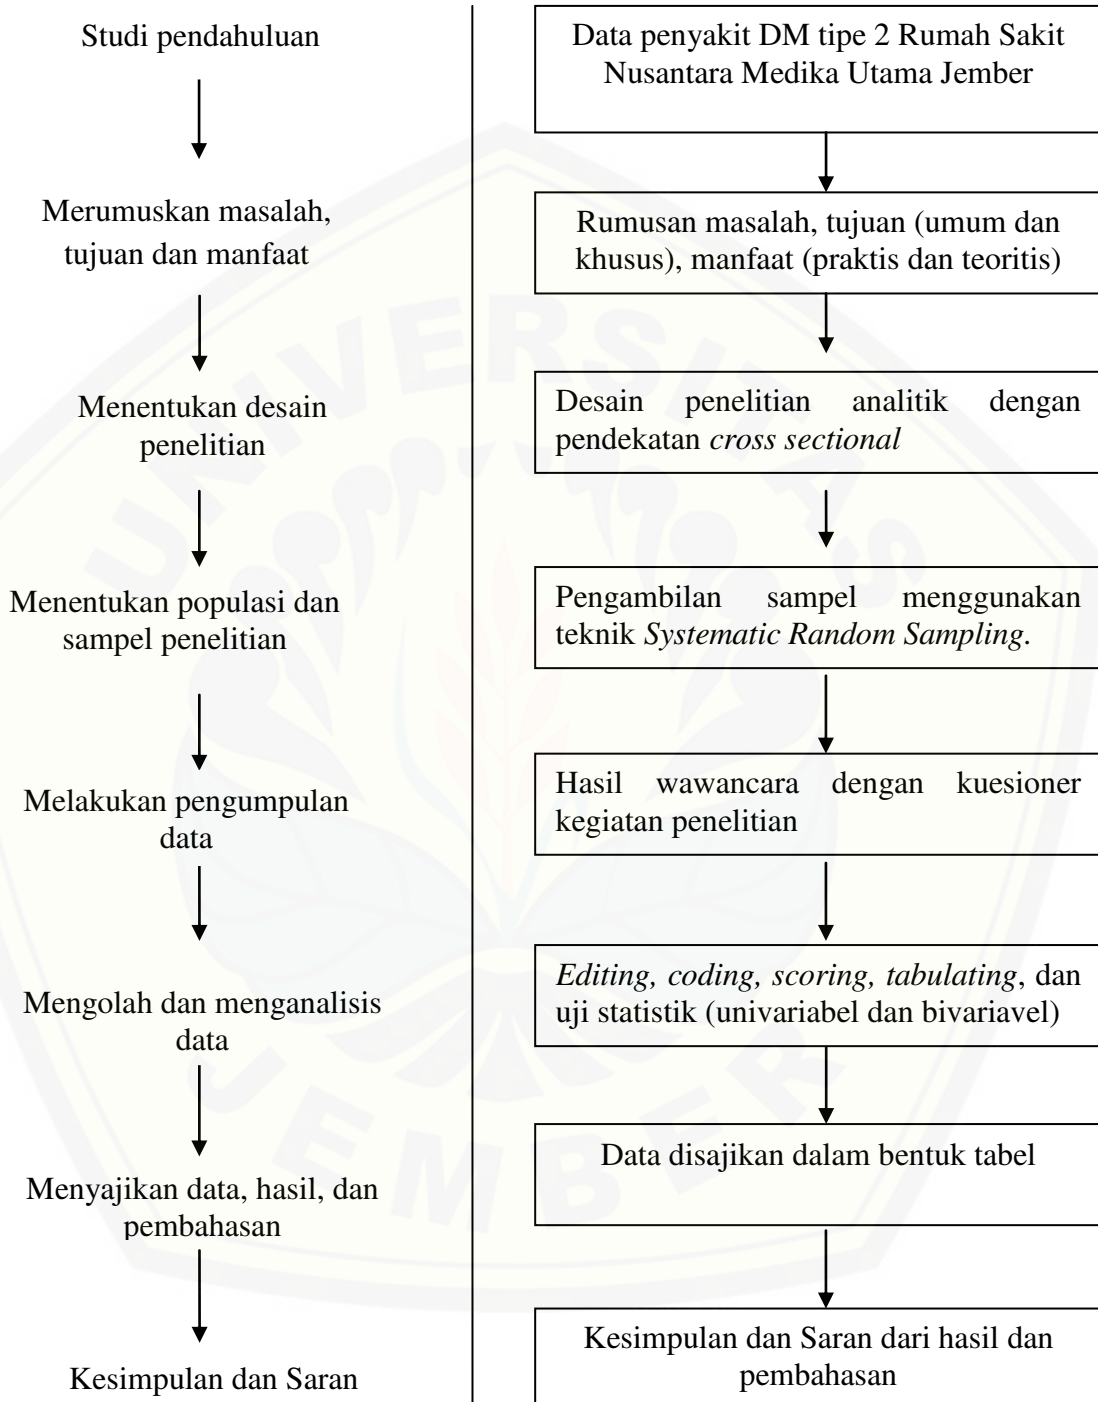 Studi pendahuluan
Data penyakit DM tipe 2 Rumah Sakit
Nusantara Medika Utama Jember
Merumuskan masalah,
tujuan dan manfaat
Rumusan masalah, tujuan (umum dan
khusus), manfaat (praktis dan teoritis)
Menentukan desain
penelitian
Desain penelitian analitik dengan
pendekatan cross sectional
Menentukan populasi dan
sampel penelitian
Pengambilan sampel menggunakan
teknik Systematic Random Sampling.
Melakukan pengumpulan
data
Hasil wawancara dengan kuesioner
kegiatan penelitian
Mengolah dan menganalisis
data
Editing, coding, scoring, tabulating, dan
uji statistik (univariabel dan bivariavel)
Menyajikan data, hasil, dan
pembahasan
Data disajikan dalam bentuk tabel
Kesimpulan dan Saran
Kesimpulan dan Saran dari hasil dan
pembahasan
UNIVERSITAS
JEMBER